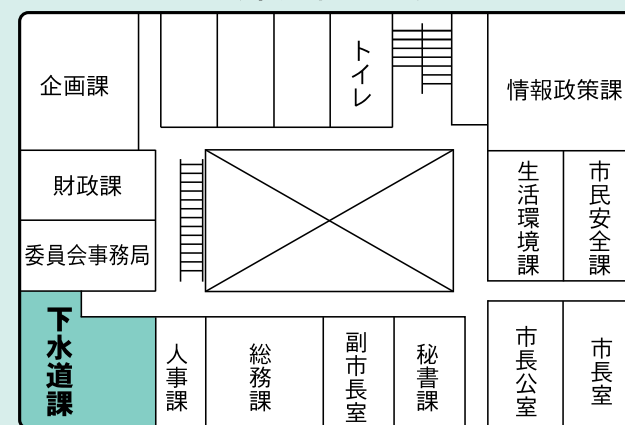 トイレ
企画課
情報政策課
財政課
生活環境課
市民安全課
委員会事務局
下水道課
人事課
総務課
副市長室
秘書課
市長公室
市長室